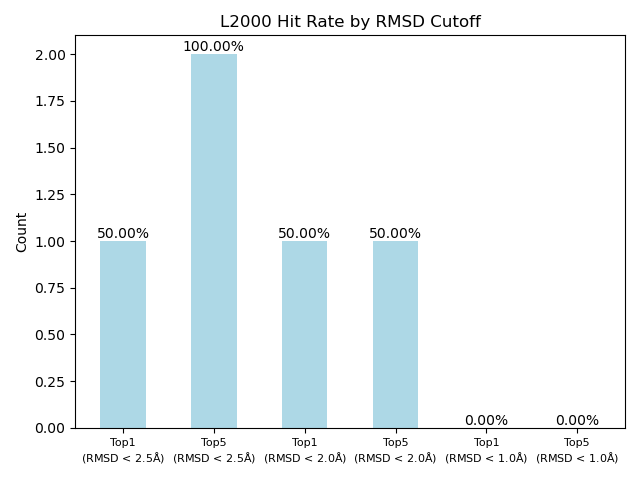 L2000 Hit Rate by RMSD Cutoff
Count
2.00
1.75
1.50
1.25
1.00
0.75
0.50
0.25
0.00
50.00%
100.00%
50.00%
50.00%
0.00%
0.00%
Top1
(RMSD < 2.5Å)
Top5
(RMSD < 2.5Å)
Top1
(RMSD < 2.0Å)
Top5
(RMSD < 2.0Å)
Top1
(RMSD < 1.0Å)
Top5
(RMSD < 1.0Å)